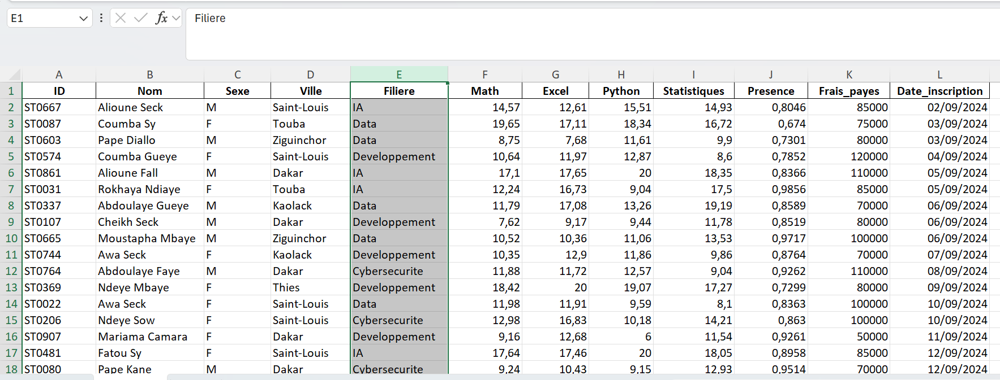 E1 fx Filiere
A B C D E F G H I J K L
1 ID Nom Sexe Ville Filiere Math Excel Python Statistiques Presence Frais_payes Date_inscription
2 ST0667 Alioune Seck M Saint-Louis IA 14,57 12,61 15,51 14,93 0,8046 85000 02/09/2024
3 ST0087 Coumba Sy F Touba Data 19,65 17,11 18,34 16,72 0,674 75000 03/09/2024
4 ST0603 Pape Diallo M Ziguinchor Data 8,75 7,68 11,61 9,9 0,7301 80000 03/09/2024
5 ST0574 Coumba Gueye F Saint-Louis Developpement 10,64 11,97 12,87 8,6 0,7852 120000 04/09/2024
6 ST0861 Alioune Fall M Dakar IA 17,1 17,65 20 18,35 0,8366 110000 05/09/2024
7 ST0031 Rokhaya Ndiaye F Touba IA 12,24 16,73 9,04 17,5 0,9856 85000 05/09/2024
8 ST0337 Abdoulaye Gueye M Kaolack Data 11,79 17,08 13,26 19,19 0,8589 70000 06/09/2024
9 ST0107 Cheikh Seck M Dakar Developpement 7,62 9,17 9,44 11,78 0,8519 80000 06/09/2024
10 ST0665 Moustapha Mbaye M Ziguinchor Data 10,52 10,36 11,06 13,53 0,9717 100000 06/09/2024
11 ST0744 Awa Seck F Kaolack Developpement 10,35 12,9 11,86 9,86 0,8764 70000 07/09/2024
12 ST0764 Abdoulaye Faye M Dakar Cybersecurite 11,88 11,72 12,57 9,04 0,9262 110000 08/09/2024
13 ST0369 Ndeye Mbaye F Thies Developpement 18,42 20 19,07 17,27 0,7299 80000 09/09/2024
14 ST0022 Awa Seck F Saint-Louis Data 11,98 11,91 9,59 8,1 0,8363 100000 10/09/2024
15 ST0206 Ndeye Sow F Saint-Louis Cybersecurite 12,98 16,83 10,18 14,21 0,863 100000 10/09/2024
16 ST0907 Mariama Camara F Dakar Developpement 9,16 12,68 6 11,54 0,9261 50000 11/09/2024
17 ST0481 Fatou Sy F Saint-Louis IA 17,64 17,46 20 18,05 0,8958 85000 12/09/2024
18 ST0080 Pape Kane M Dakar Cybersecurite 9,24 10,43 9,15 12,93 0,9514 70000 12/09/2024